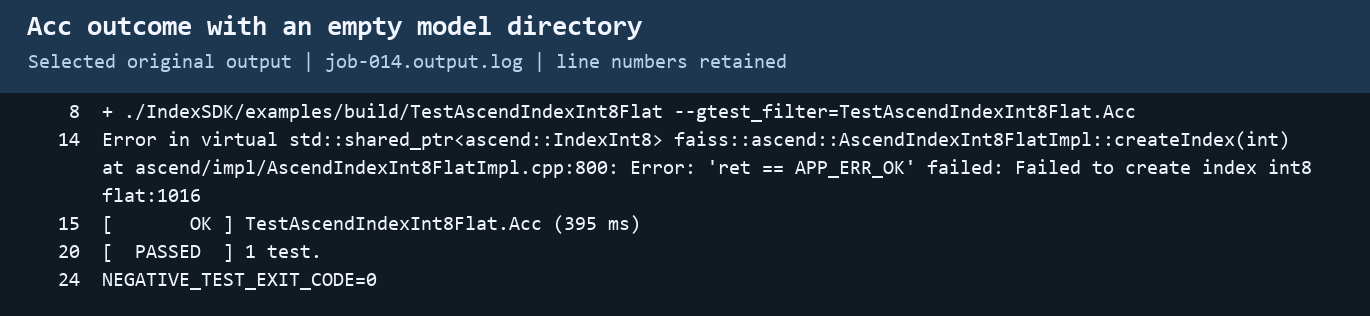 Acc outcome with an empty model directory
Selected original output | job-014.output.log | line numbers retained
8 + ./IndexSDK/examples/build/TestAscendIndexInt8Flat --gtest_filter=TestAscendIndexInt8Flat.Acc
14 Error in virtual std::shared_ptr<ascend::IndexInt8> faiss::ascend::AscendIndexInt8FlatImpl::createIndex(int)
at ascend/impl/AscendIndexInt8FlatImpl.cpp:800: Error: 'ret == APP_ERR_OK' failed: Failed to create index int8
flat:1016
15 [       OK ] TestAscendIndexInt8Flat.Acc (395 ms)
20 [  PASSED  ] 1 test.
24 NEGATIVE_TEST_EXIT_CODE=0